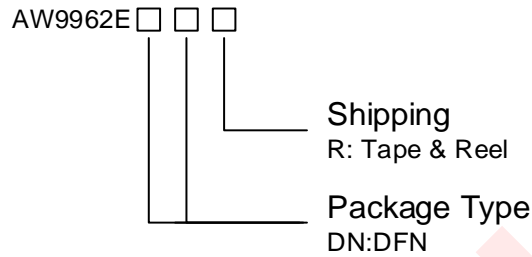 AW9962E□ □ □
Shipping
R: Tape & Reel
Package Type
DN:DFN